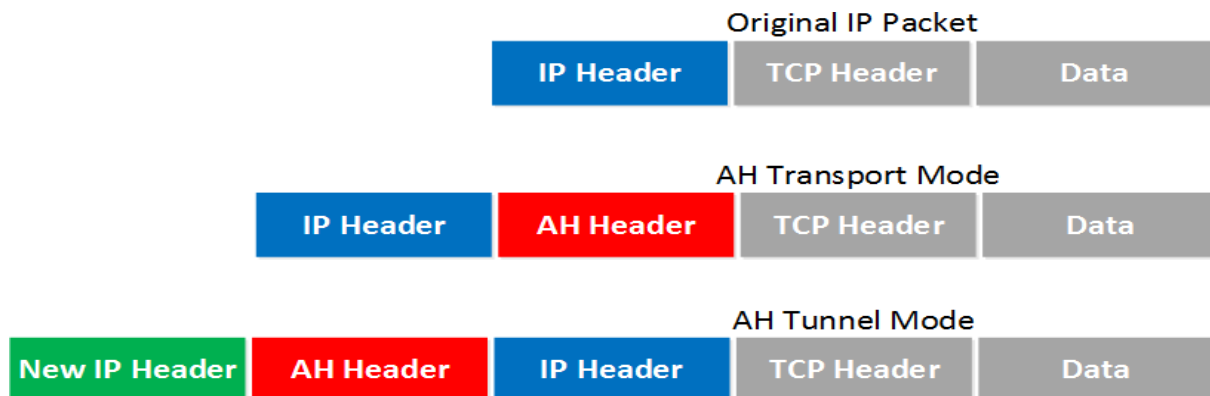 Original IP Packet
IP Header TCP Header Data
AH Transport Mode
IP Header AH Header TCP Header Data
AH Tunnel Mode
New IP Header AH Header IP Header TCP Header Data